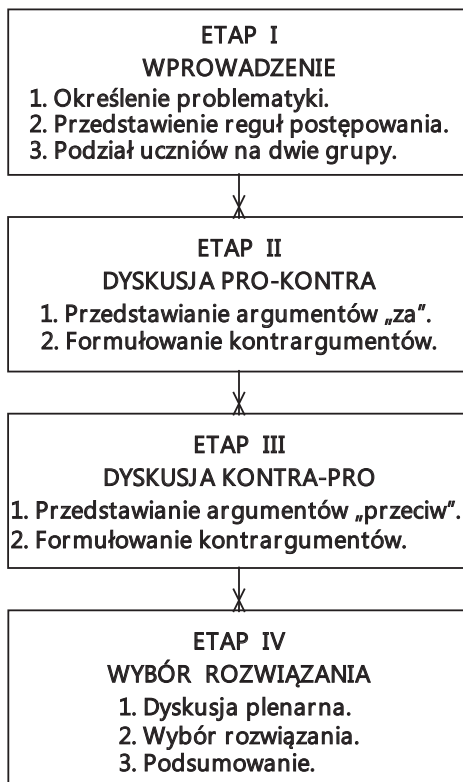 ETAP I
WPROWADZENIE
1. Określenie problematyki.
2. Przedstawienie reguł postępowania.
3. Podział uczniów na dwie grupy.
ETAP II
DYSKUSJA PRO-KONTRA
1. Przedstawianie argumentów „za”.
2. Formułowanie kontrargumentów.
ETAP III
DYSKUSJA KONTRA-PRO
1. Przedstawianie argumentów „przeciw”.
2. Formułowanie kontrargumentów.
ETAP IV
WYBÓR ROZWIĄZANIA
1. Dyskusja plenarna.
2. Wybór rozwiązania.
3. Podsumowanie.